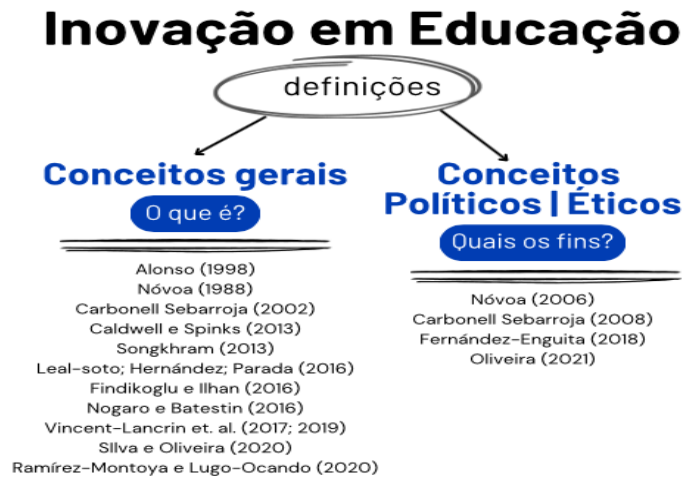 Inovação em Educação
definições
Conceitos gerais
O que é?
Alonso (1998)
Nóvoa (1988)
Carbonell Sebarroja (2002)
Caldwell e Spinks (2013)
Songkhram (2013)
Leal-soto; Hernández; Parada (2016)
Findikoglu e Ilhan (2016)
Nogaro e Batestin (2016)
Vincent-Lancrin et. al. (2017; 2019)
SIlva e Oliveira (2020)
Ramírez-Montoya e Lugo-Ocando (2020)
Conceitos
Políticos | Éticos
Quais os fins?
Nóvoa (2006)
Carbonell Sebarroja (2008)
Fernández-Enguita (2018)
Oliveira (2021)